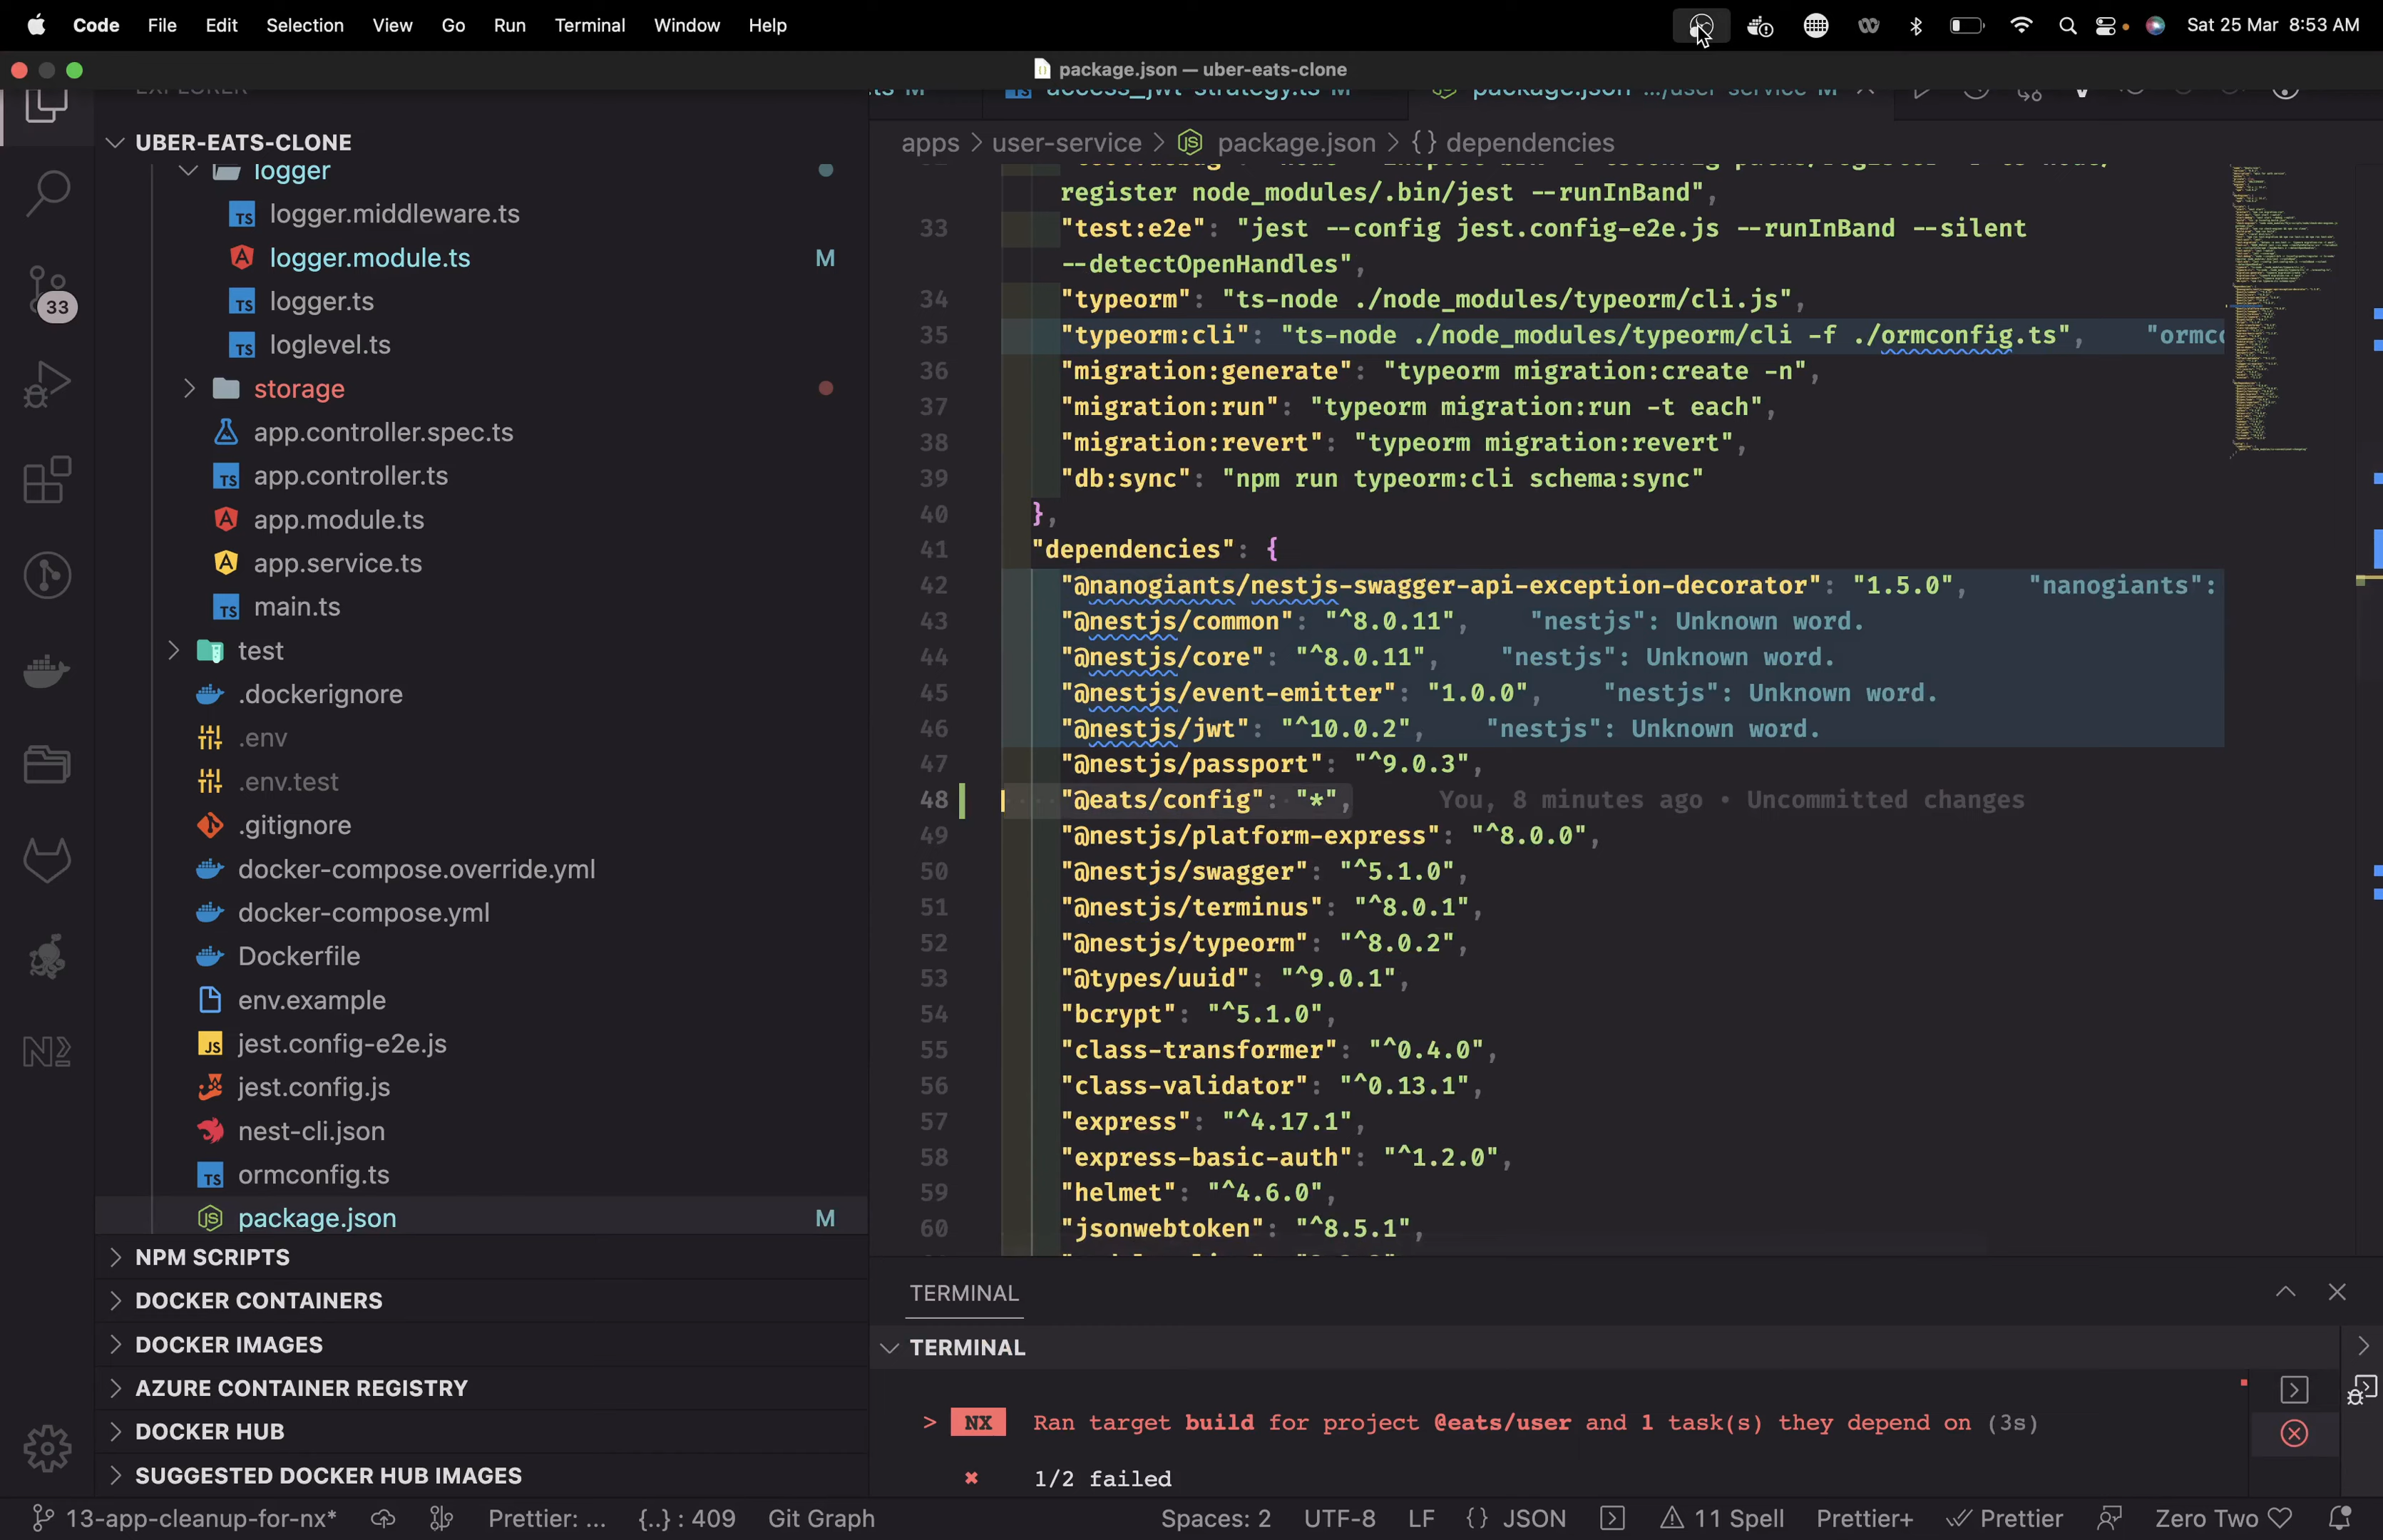 Code File Edit Selection View Go Run Terminal Window Help
Sat 25 Mar 8:53 AM
package.json — uber-eats-clone
EXPLORER
UBER-EATS-CLONE
logger
logger.middleware.ts
logger.module.ts M
logger.ts
loglevel.ts
storage
app.controller.spec.ts
app.controller.ts
app.module.ts
app.service.ts
main.ts
test
.dockerignore
.env
.env.test
.gitignore
docker-compose.override.yml
docker-compose.yml
Dockerfile
env.example
jest.config-e2e.js
jest.config.js
nest-cli.json
ormconfig.ts
package.json M
NPM SCRIPTS
DOCKER CONTAINERS
DOCKER IMAGES
AZURE CONTAINER REGISTRY
DOCKER HUB
SUGGESTED DOCKER HUB IMAGES
33
.ts M access_jwt strategy.ts M package.json .../user-service M
apps > user-service > package.json > {} dependencies
register node_modules/.bin/jest --runInBand",
33 "test:e2e": "jest --config jest.config-e2e.js --runInBand --silent
--detectOpenHandles",
34 "typeorm": "ts-node ./node_modules/typeorm/cli.js",
35 "typeorm:cli": "ts-node ./node_modules/typeorm/cli -f ./ormconfig.ts", "ormco
36 "migration:generate": "typeorm migration:create -n",
37 "migration:run": "typeorm migration:run -t each",
38 "migration:revert": "typeorm migration:revert",
39 "db:sync": "npm run typeorm:cli schema:sync"
40 },
41 "dependencies": {
42 "@nanogiants/nestjs-swagger-api-exception-decorator": "1.5.0", "nanogiants":
43 "@nestjs/common": "^8.0.11", "nestjs": Unknown word.
44 "@nestjs/core": "^8.0.11", "nestjs": Unknown word.
45 "@nestjs/event-emitter": "1.0.0", "nestjs": Unknown word.
46 "@nestjs/jwt": "^10.0.2", "nestjs": Unknown word.
47 "@nestjs/passport": "^9.0.3",
48 "@eats/config": "*", You, 8 minutes ago • Uncommitted changes
49 "@nestjs/platform-express": "^8.0.0",
50 "@nestjs/swagger": "^5.1.0",
51 "@nestjs/terminus": "^8.0.1",
52 "@nestjs/typeorm": "^8.0.2",
53 "@types/uuid": "^9.0.1",
54 "bcrypt": "^5.1.0",
55 "class-transformer": "^0.4.0",
56 "class-validator": "^0.13.1",
57 "express": "^4.17.1",
58 "express-basic-auth": "^1.2.0",
59 "helmet": "^4.6.0",
60 "jsonwebtoken": "^8.5.1",
TERMINAL
TERMINAL
> NX Ran target build for project @eats/user and 1 task(s) they depend on (3s)
✖ 1/2 failed
13-app-cleanup-for-nx* Prettier: ... {..} : 409 Git Graph Spaces: 2 UTF-8 LF {} JSON 11 Spell Prettier+ Prettier Zero Two ♡